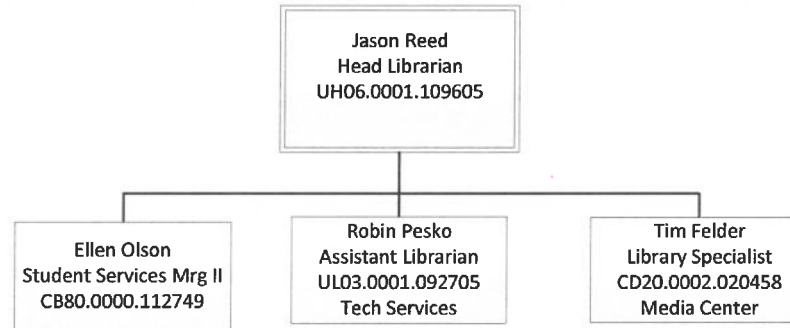 Jason Reed
Head Librarian
UH06.0001.109605
Ellen Olson
Student Services Mrg II
CB80.0000.112749
Robin Pesko
Assistant Librarian
UL03.0001.092705
Tech Services
Tim Felder
Library Specialist
CD20.0002.020458
Media Center